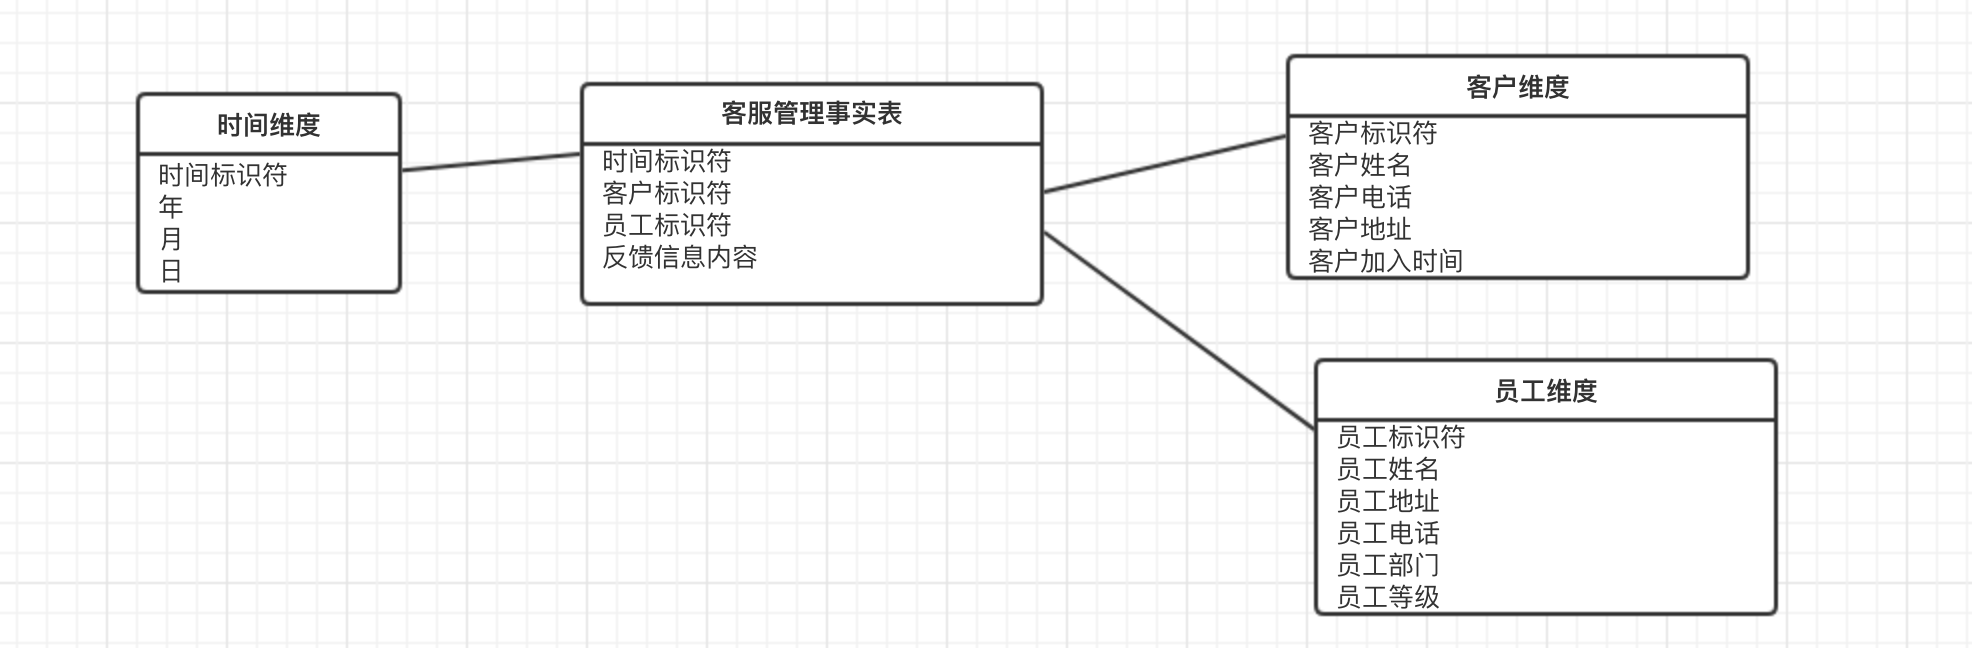 时间维度
时间标识符
年
月
日
客服管理事实表
时间标识符
客户标识符
员工标识符
反馈信息内容
客户维度
客户标识符
客户姓名
客户电话
客户地址
客户加入时间
员工维度
员工标识符
员工姓名
员工地址
员工电话
员工部门
员工等级